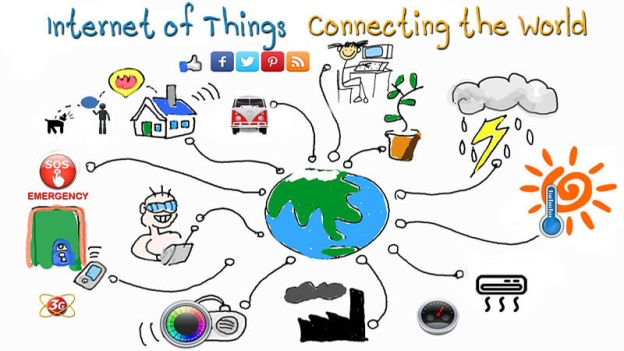 Internet of Things Connecting the World
SOS
EMERGENCY
3G